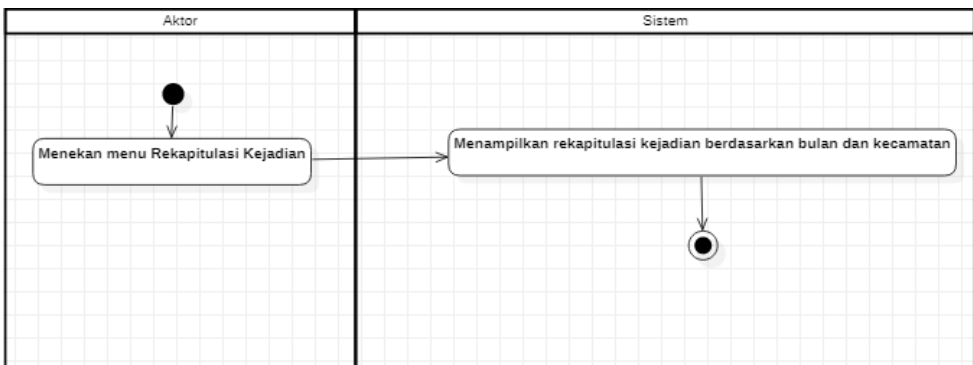 Aktor
Sistem
Menekan menu Rekapitulasi Kejadian
Menampilkan rekapitulasi kejadian berdasarkan bulan dan kecamatan